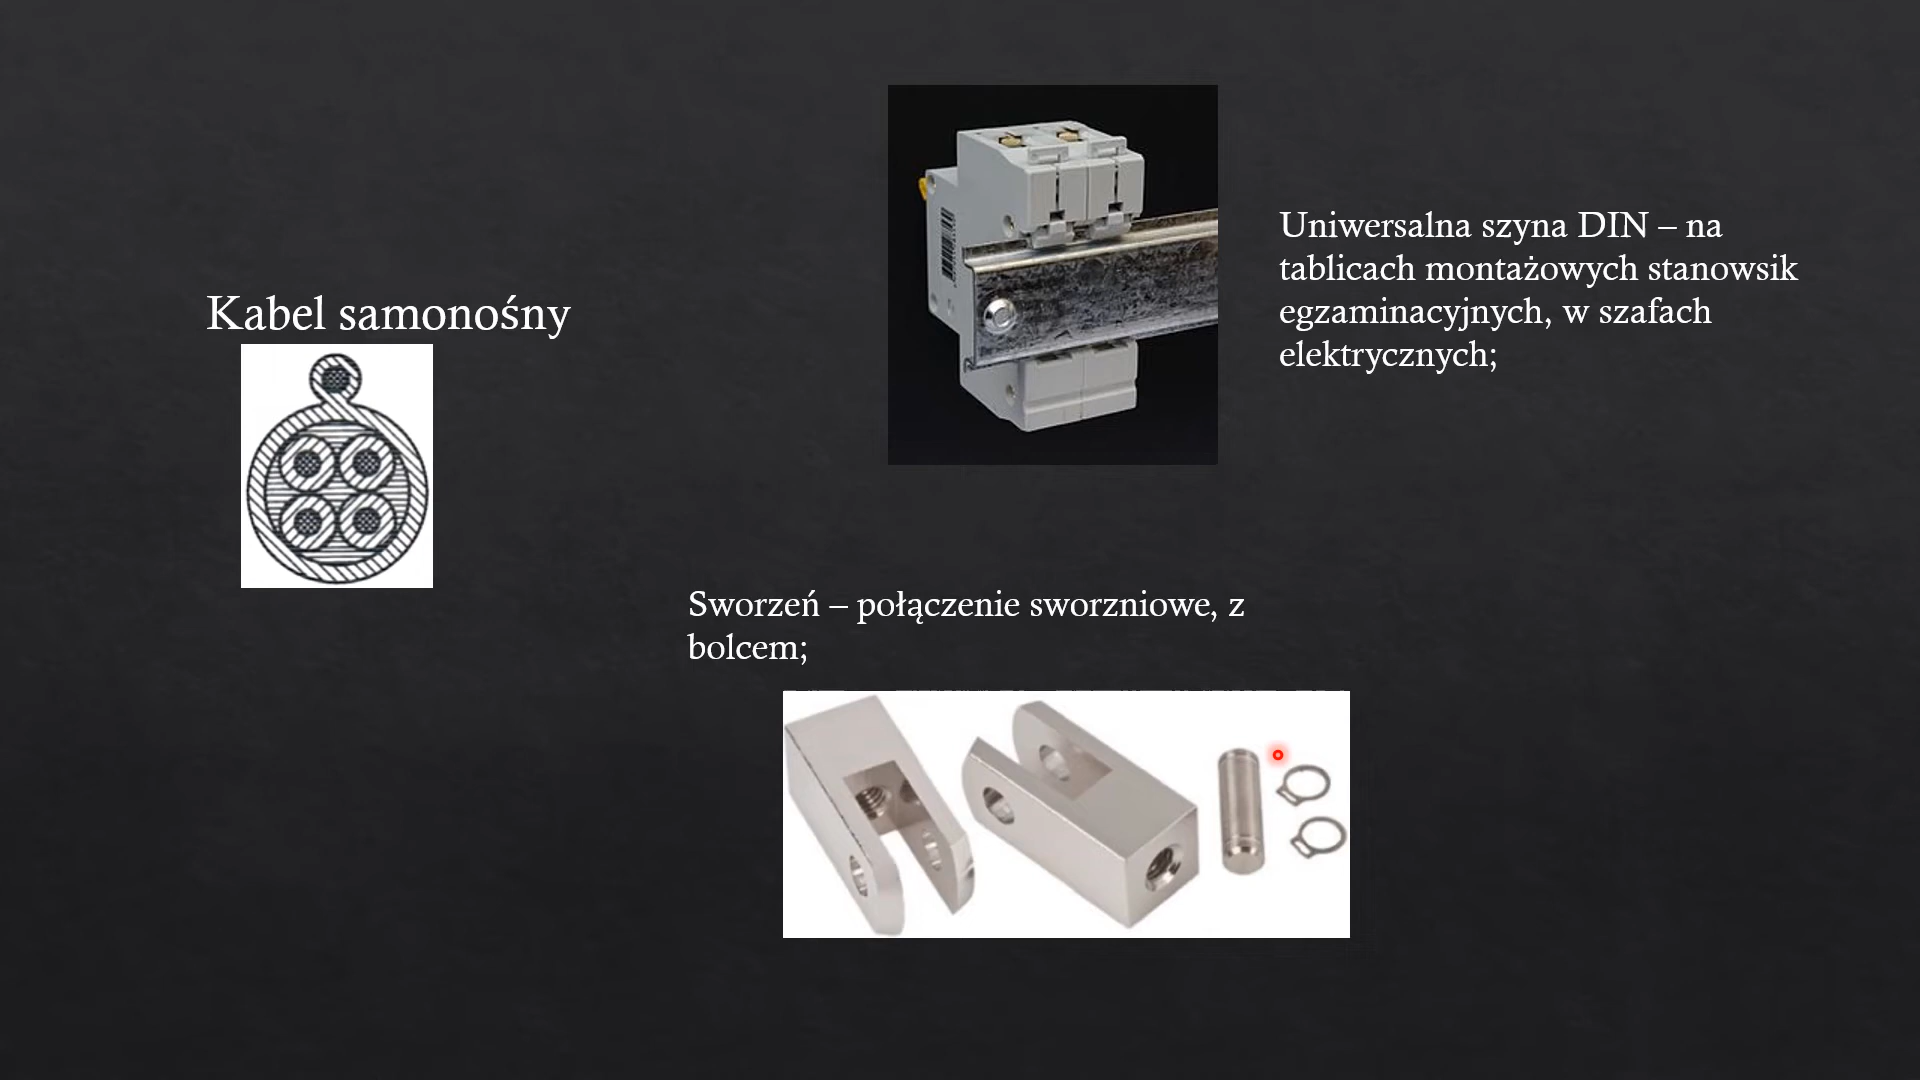 Kabel samonośny
Uniwersalna szyna DIN – na
tablicach montażowych stanowsik
egzaminacyjnych, w szafach
elektrycznych;
Sworzeń – połączenie sworzniowe, z
bolcem;